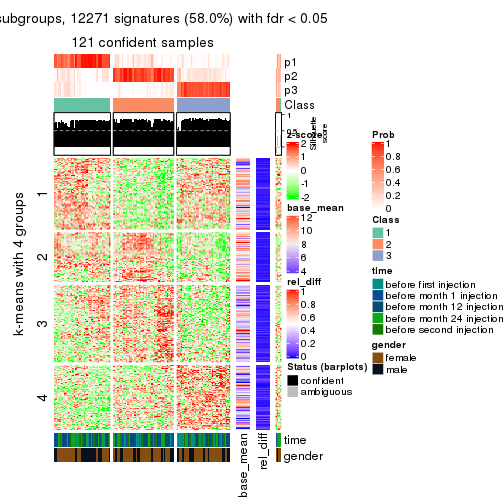 subgroups, 12271 signatures (58.0%) with fdr < 0.05
121 confident samples
p1
p2
p3
Class
1
Silhouette
score
k-means with 4 groups
1
2
3
4
z-score
2
1
0
-1
-2
base_mean
12
10
8
6
4
rel_diff
1
0.8
0.6
0.4
0.2
0
Status (barplots)
confident
ambiguous
Prob
1
0.8
0.6
0.4
0.2
0
Class
1
2
3
time
before first injection
before month 1 injection
before month 12 injection
before month 24 injection
before second injection
gender
female
male
time
gender
base_mean
rel_diff